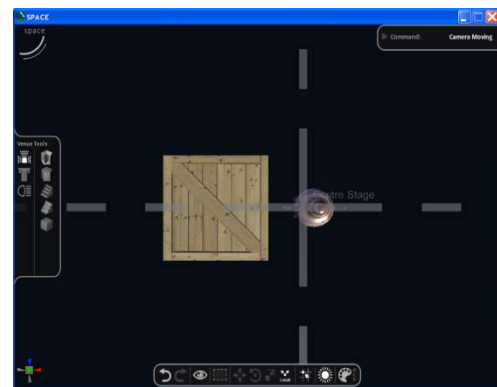 SPACE
space
Command: Camera Moving
Venue Tools
Centre Stage
Local